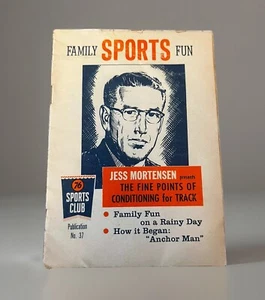 FAMILY SPORTS FUN
JESS MORTENSEN presents
THE FINE POINTS OF
CONDITIONING for TRACK
76
SPORTS
CLUB
Publication
No. 37
• Family Fun
on a Rainy Day
• How it Began:
"Anchor Man"